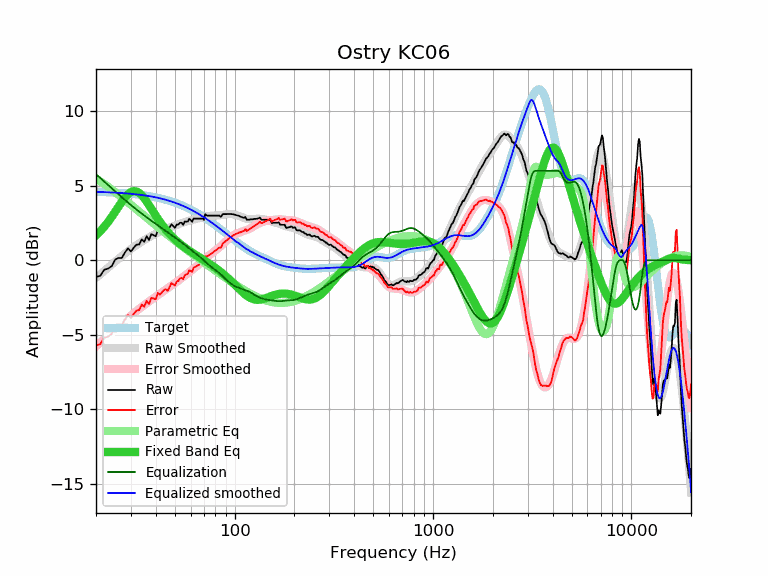 Ostry KC06
Amplitude (dBr)
10
5
0
−5
−10
−15
Target
Raw Smoothed
Error Smoothed
Raw
Error
Parametric Eq
Fixed Band Eq
Equalization
Equalized smoothed
100
1000
10000
Frequency (Hz)